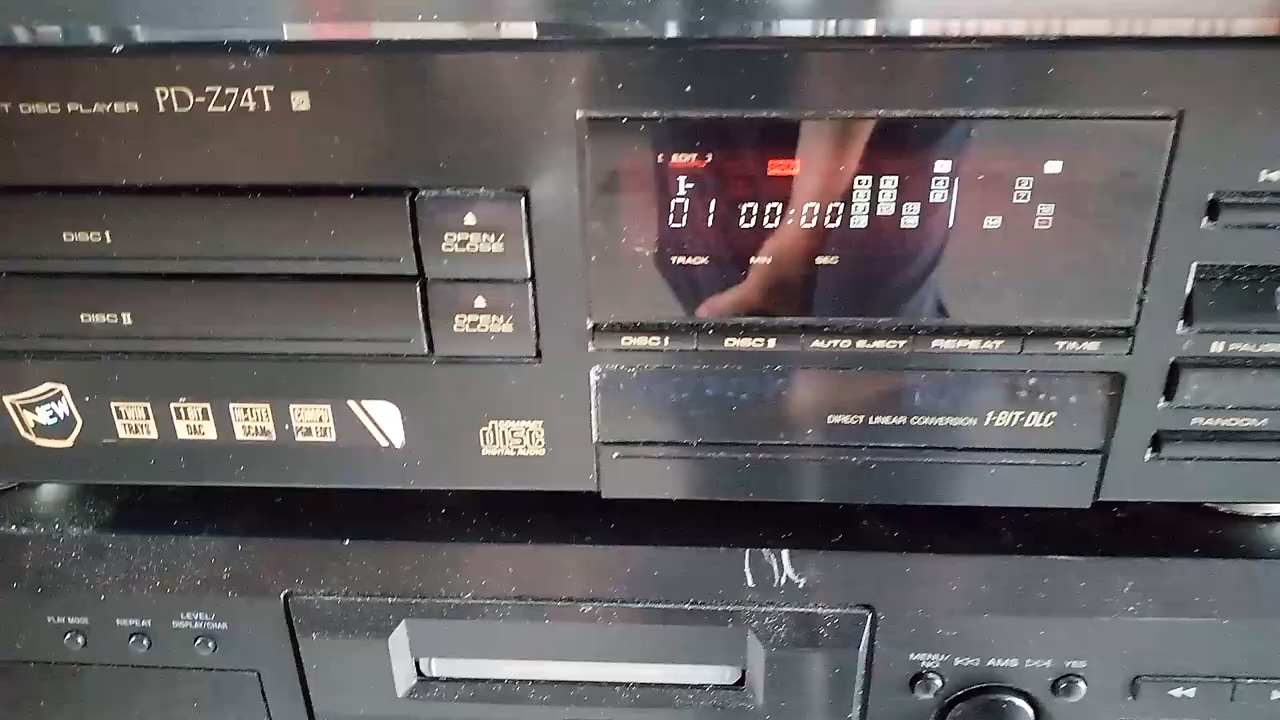 T DISC PLAYER PD-Z74T
EDIT
I-
01 00:00
TRACK MIN SEC
DISC I
OPEN/
CLOSE
DISC II
OPEN/
CLOSE
DISC I DISC II AUTO EJECT REPEAT TIME
PAUSE
RANDOM
DIRECT LINEAR CONVERSION 1-BIT-DLC
NEW
TWIN
TRAYS
1 BIT
DAC
HI-LITE
SCAN
COMPU
PGM EDIT
COMPACT
disc
DIGITAL AUDIO
PLAY MODE
REPEAT
LEVEL/
DISPLAY/CHAR
MENU/
NO
AMS
YES